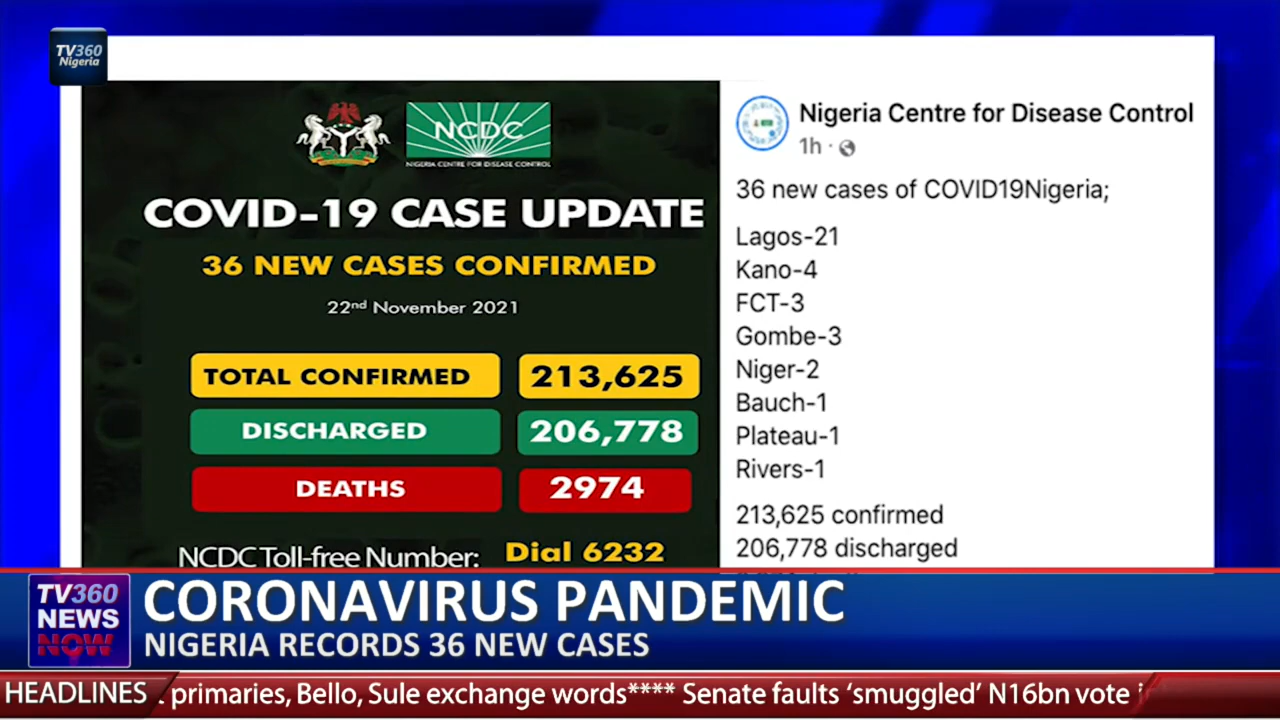 TV360
Nigeria
NCDC
NIGERIA CENTRE FOR DISEASE CONTROL
COVID-19 CASE UPDATE
36 NEW CASES CONFIRMED
22nd November 2021
TOTAL CONFIRMED 213,625
DISCHARGED 206,778
DEATHS 2974
NCDC Toll-free Number: Dial 6232
Nigeria Centre for Disease Control
1h ·
36 new cases of COVID19Nigeria;
Lagos-21
Kano-4
FCT-3
Gombe-3
Niger-2
Bauch-1
Plateau-1
Rivers-1
213,625 confirmed
206,778 discharged
TV360
NEWS
NOW
CORONAVIRUS PANDEMIC
NIGERIA RECORDS 36 NEW CASES
HEADLINES primaries, Bello, Sule exchange words**** Senate faults ‘smuggled’ N16bn vote